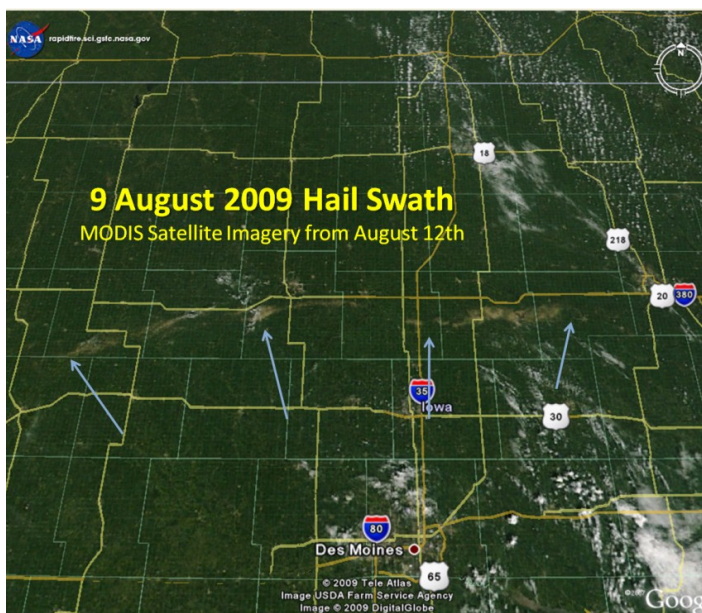 NASA
rapidfire.sci.gsfc.nasa.gov
N
18
9 August 2009 Hail Swath
MODIS Satellite Imagery from August 12th
218
20
380
35
Iowa
30
80
Des Moines
65
© 2009 Tele Atlas
Image USDA Farm Service Agency
Image © 2009 DigitalGlobe
Goog